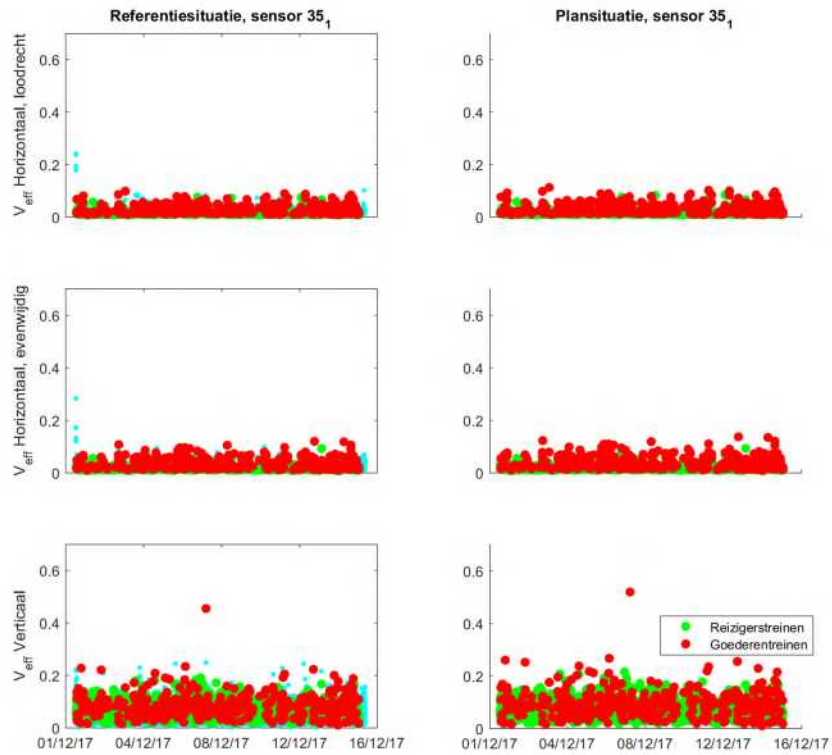 Referentiesituatie, sensor 35₁
Plansituatie, sensor 35₁
V_eff Horizontaal, loodrecht
0.6
0.4
0.2
0
0.6
0.4
0.2
0
V_eff Horizontaal, evenwijdig
0.6
0.4
0.2
0
0.6
0.4
0.2
0
V_eff Verticaal
0.6
0.4
0.2
0
0.6
0.4
0.2
0
Reizigerstreinen
Goederentreinen
01/12/17 04/12/17 08/12/17 12/12/17 16/12/17
01/12/17 04/12/17 08/12/17 12/12/17 16/12/17